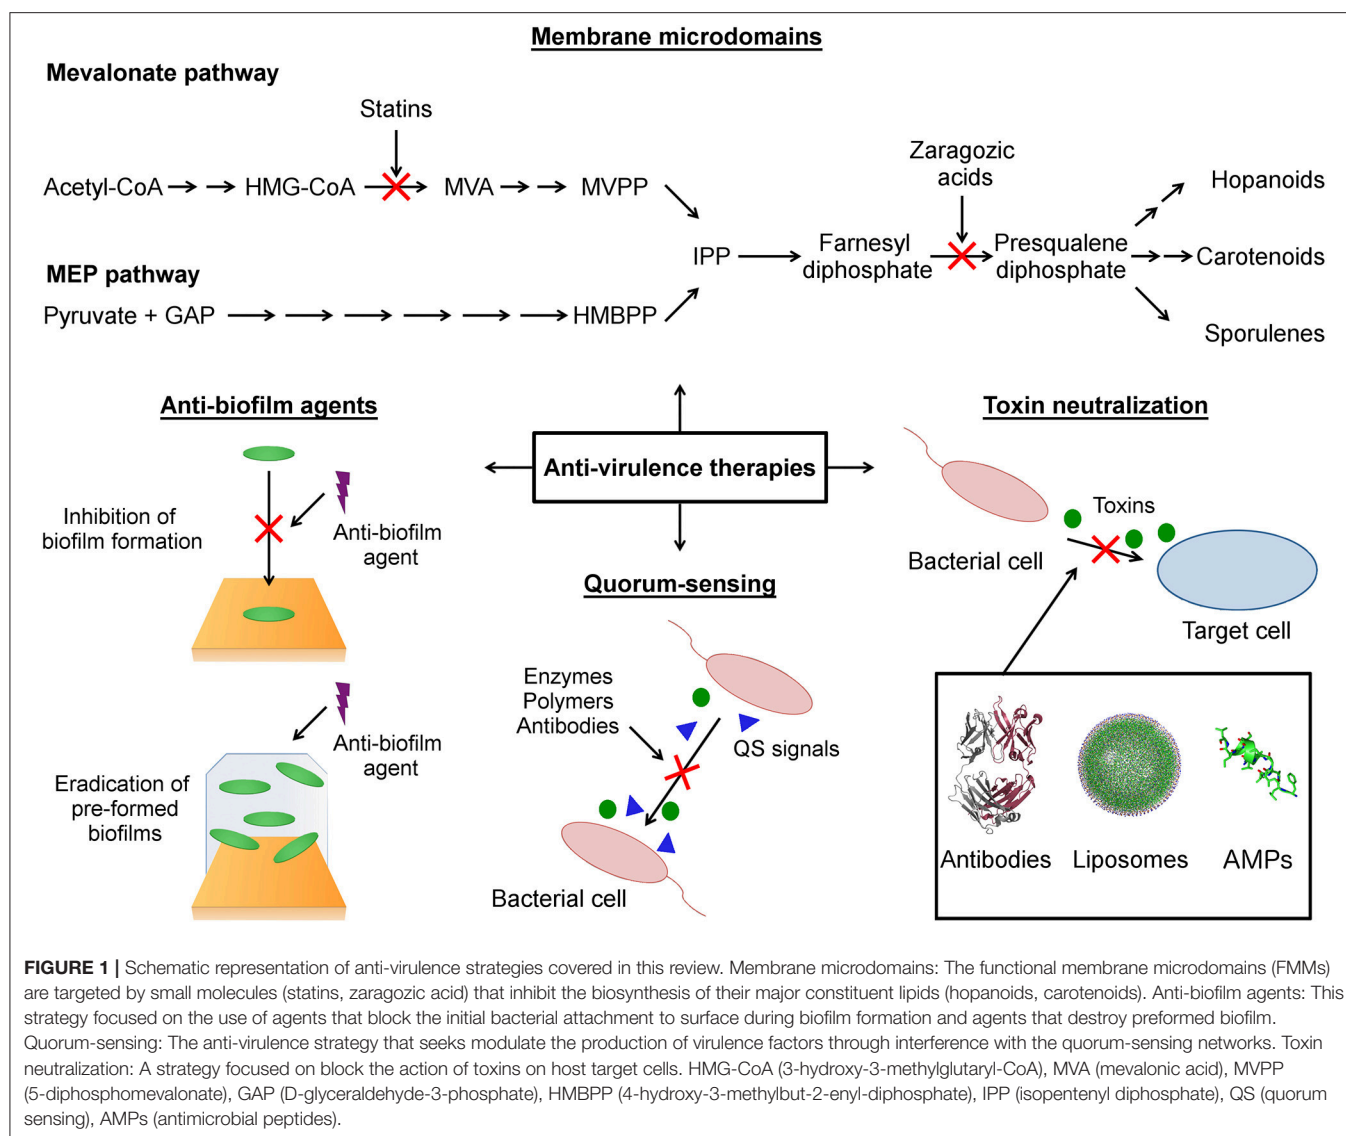 Membrane microdomains
Mevalonate pathway
Statins
Acetyl-CoA
HMG-CoA
MVA
MVPP
Zaragozic
acids
Hopanoids
IPP
Farnesyl
diphosphate
Presqualene
diphosphate
Carotenoids
MEP pathway
Pyruvate + GAP
HMBPP
Sporulenes
Anti-biofilm agents
Inhibition of
biofilm formation
Anti-biofilm
agent
Anti-biofilm
agent
Eradication of
pre-formed
biofilms
Anti-virulence therapies
Quorum-sensing
Enzymes
Polymers
Antibodies
QS signals
Bacterial cell
Toxin neutralization
Toxins
Bacterial cell
Target cell
Antibodies
Liposomes
AMPs
FIGURE 1 | Schematic representation of anti-virulence strategies covered in this review. Membrane microdomains: The functional membrane microdomains (FMMs)
are targeted by small molecules (statins, zaragozic acid) that inhibit the biosynthesis of their major constituent lipids (hopanoids, carotenoids). Anti-biofilm agents: This
strategy focused on the use of agents that block the initial bacterial attachment to surface during biofilm formation and agents that destroy preformed biofilm.
Quorum-sensing: The anti-virulence strategy that seeks modulate the production of virulence factors through interference with the quorum-sensing networks. Toxin
neutralization: A strategy focused on block the action of toxins on host target cells. HMG-CoA (3-hydroxy-3-methylglutaryl-CoA), MVA (mevalonic acid), MVPP
(5-diphosphomevalonate), GAP (D-glyceraldehyde-3-phosphate), HMBPP (4-hydroxy-3-methylbut-2-enyl-diphosphate), IPP (isopentenyl diphosphate), QS (quorum
sensing), AMPs (antimicrobial peptides).